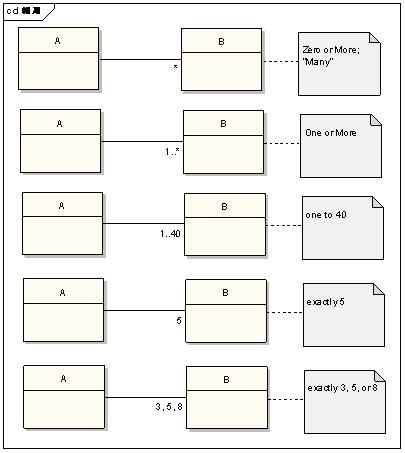 cd
A
B
Zero or More;
"Many"
*
A
B
One or More
1..*
A
B
one to 40
1..40
A
B
exactly 5
5
A
B
exactly 3, 5, or 8
3, 5, 8